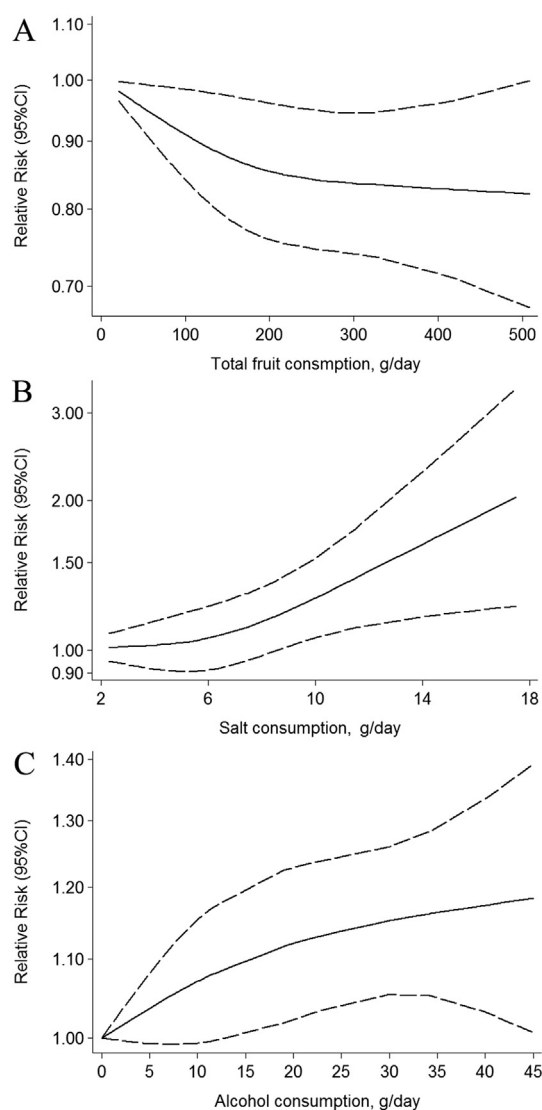 A
Relative Risk (95%CI)
1.10
1.00
0.90
0.80
0.70
0 100 200 300 400 500
Total fruit consmption, g/day
B
Relative Risk (95%CI)
3.00
2.00
1.50
1.00
0.90
2 6 10 14 18
Salt consumption, g/day
C
Relative Risk (95%CI)
1.40
1.30
1.20
1.10
1.00
0 5 10 15 20 25 30 35 40 45
Alcohol consumption, g/day